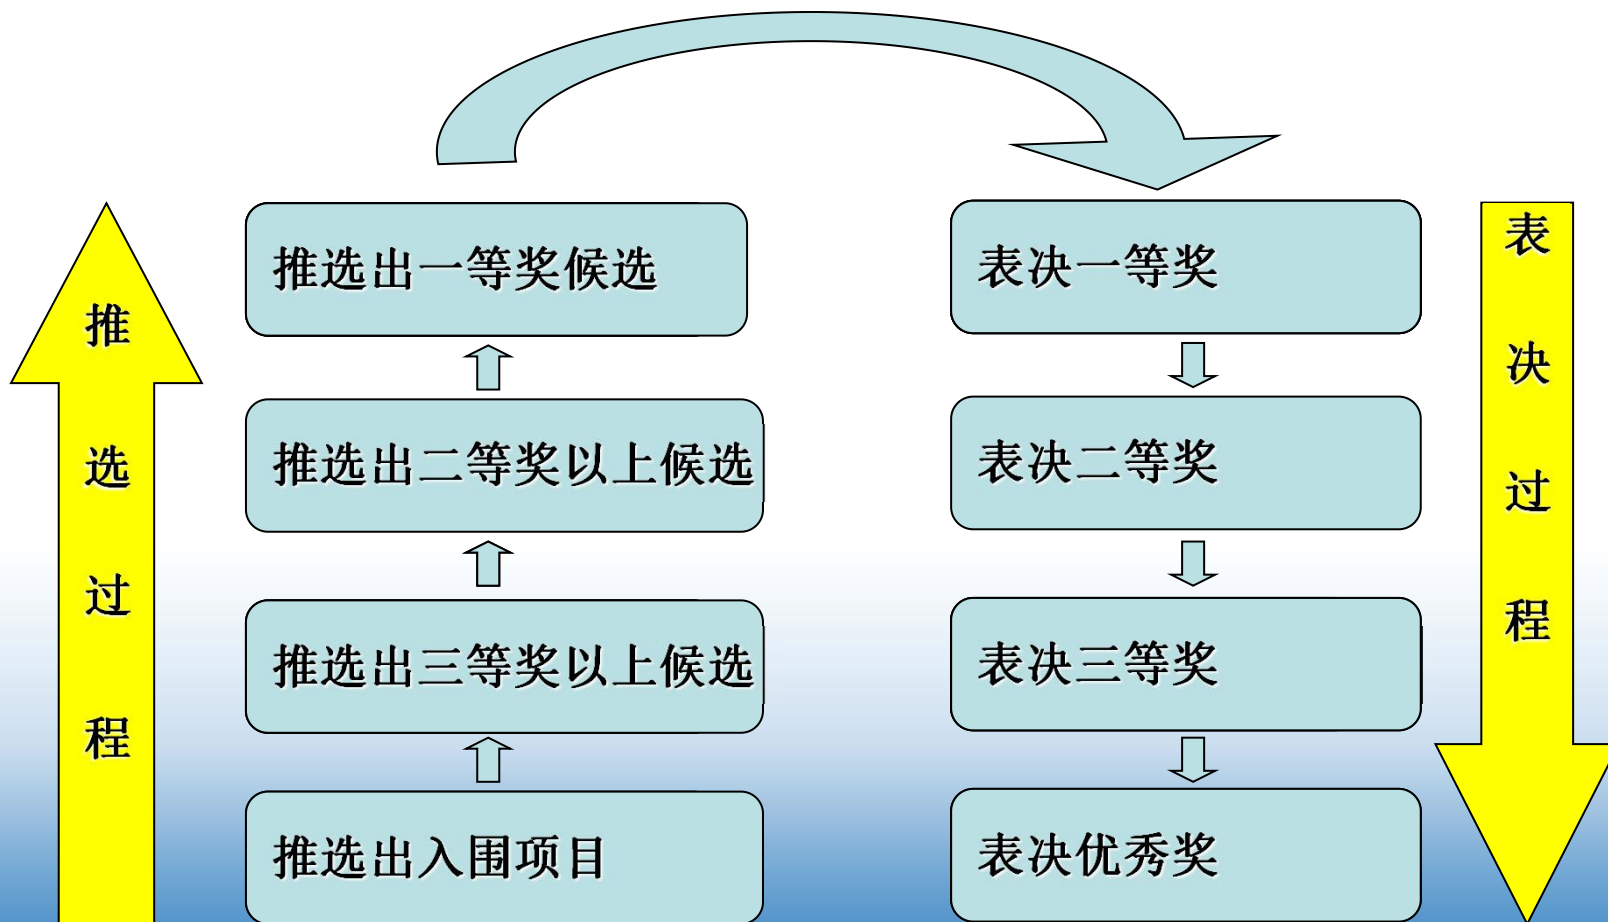 推选过程
推选出一等奖候选
推选出二等奖以上候选
推选出三等奖以上候选
推选出入围项目
表决一等奖
表决二等奖
表决三等奖
表决优秀奖
表决过程